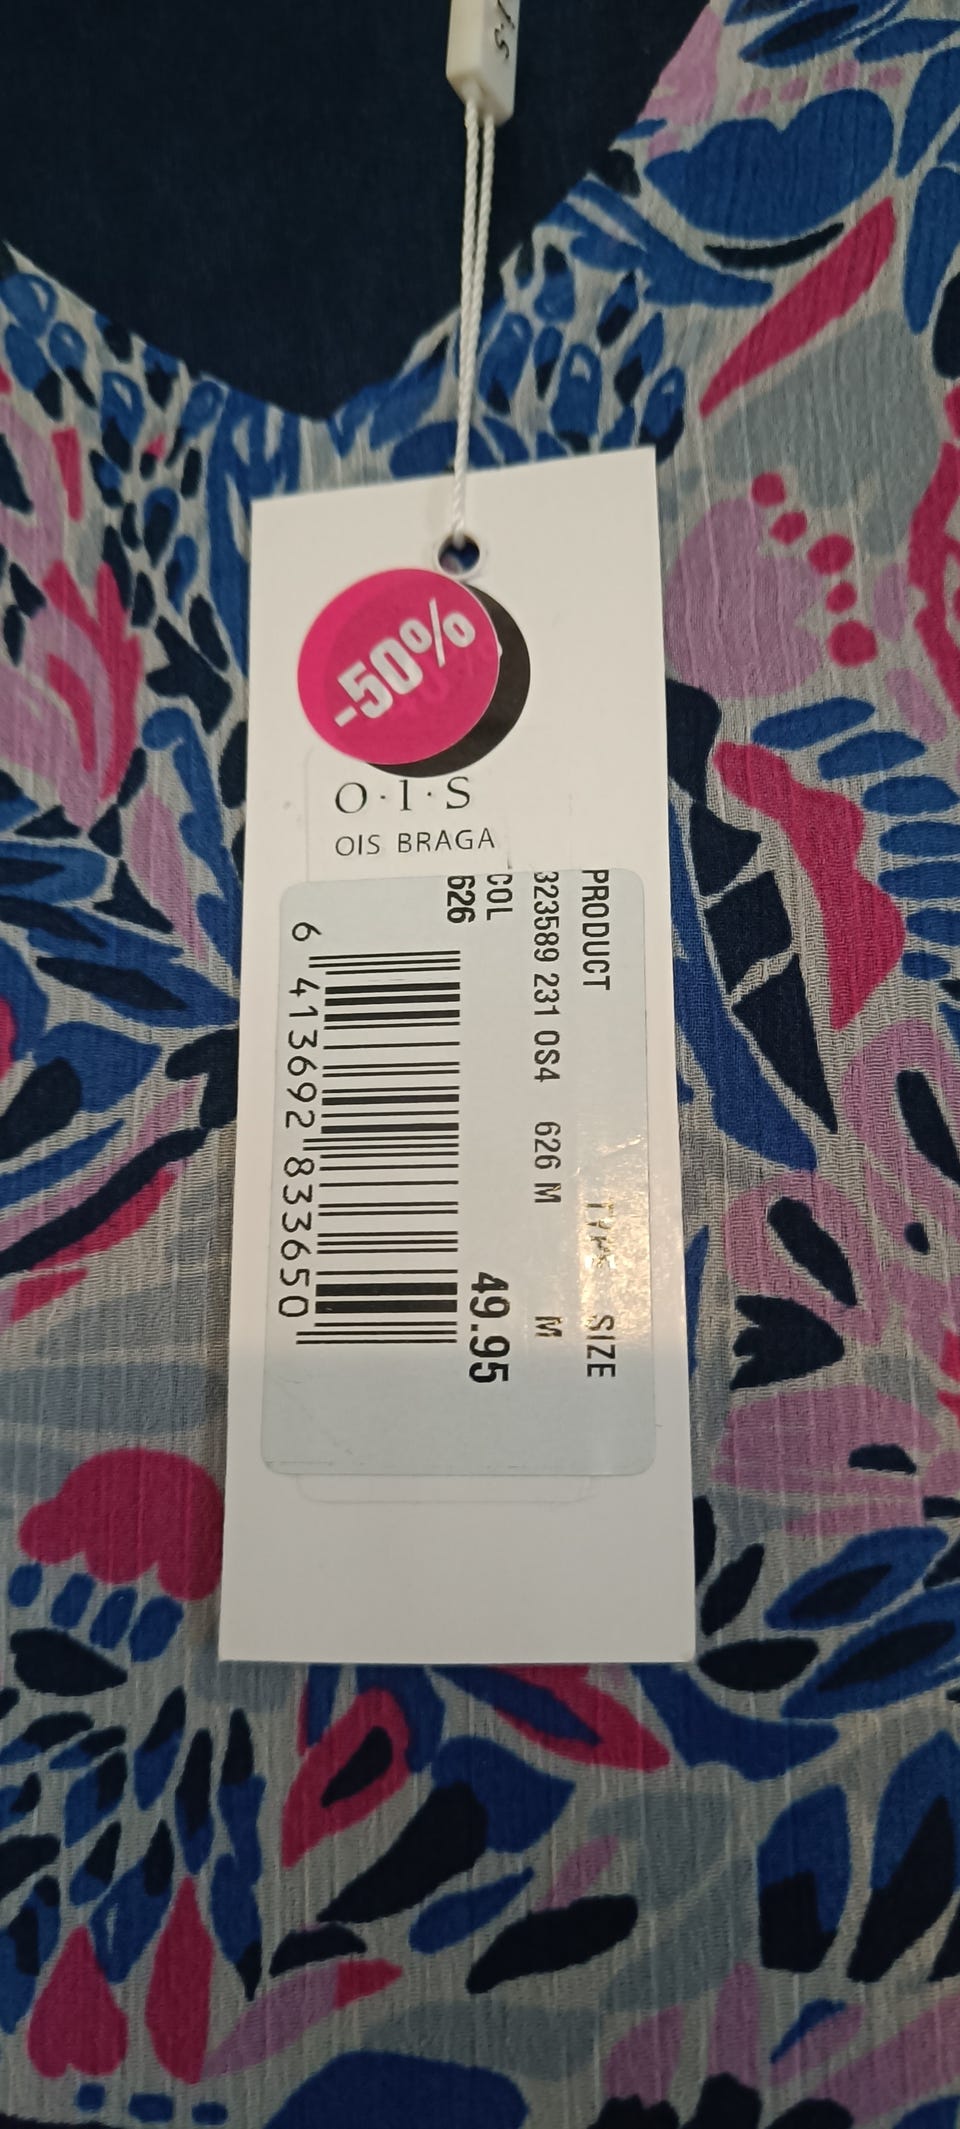 -50%
O·I·S
OIS BRAGA
PRODUCT SIZE
323589 231 OS4 626 M M
COL
626
49.95
6 413692 833650